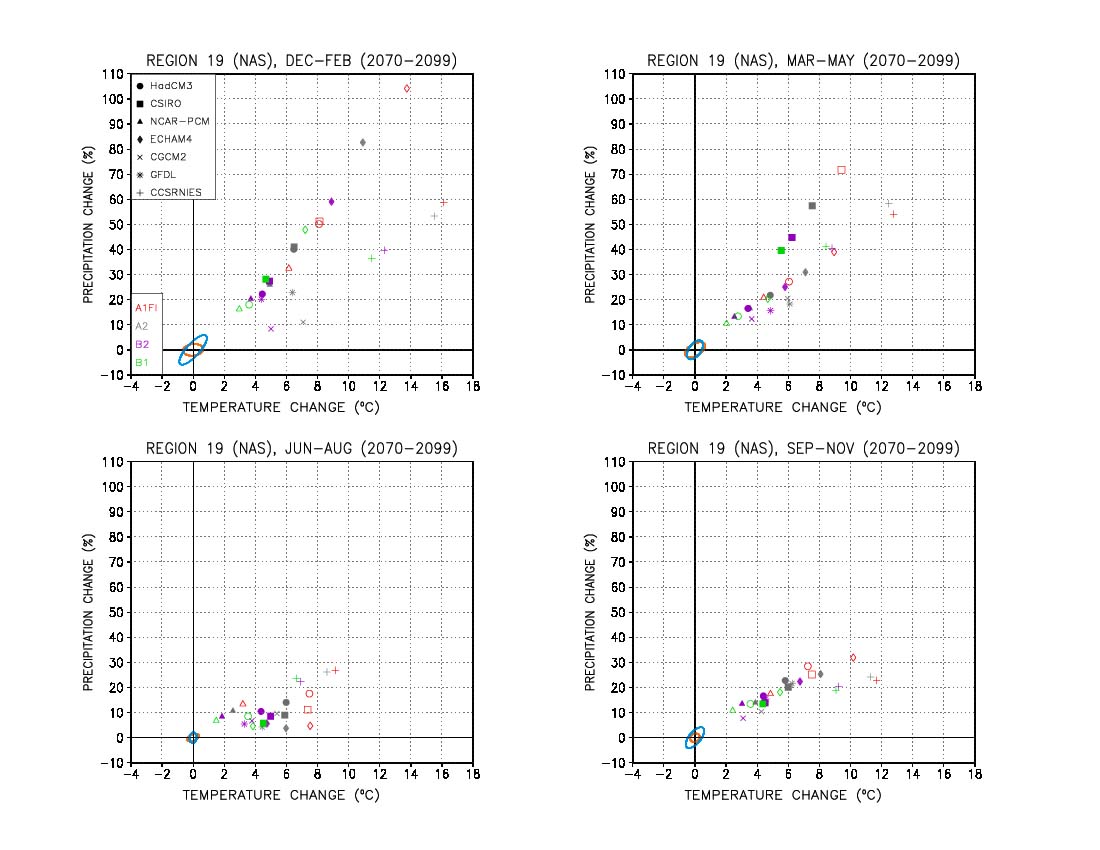 REGION 19 (NAS), DEC-FEB (2070-2099)
110
100
90
80
70
60
50
40
30
20
10
0
-10
PRECIPITATION CHANGE (%)
HadCM3
CSIRO
NCAR-PCM
ECHAM4
CGCM2
GFDL
CCSRNIES
A1FI
A2
B2
B1
-4 -2 0 2 4 6 8 10 12 14 16 18
TEMPERATURE CHANGE (ºC)
REGION 19 (NAS), MAR-MAY (2070-2099)
110
100
90
80
70
60
50
40
30
20
10
0
-10
PRECIPITATION CHANGE (%)
-4 -2 0 2 4 6 8 10 12 14 16 18
TEMPERATURE CHANGE (ºC)
REGION 19 (NAS), JUN-AUG (2070-2099)
110
100
90
80
70
60
50
40
30
20
10
0
-10
PRECIPITATION CHANGE (%)
-4 -2 0 2 4 6 8 10 12 14 16 18
TEMPERATURE CHANGE (ºC)
REGION 19 (NAS), SEP-NOV (2070-2099)
110
100
90
80
70
60
50
40
30
20
10
0
-10
PRECIPITATION CHANGE (%)
-4 -2 0 2 4 6 8 10 12 14 16 18
TEMPERATURE CHANGE (ºC)